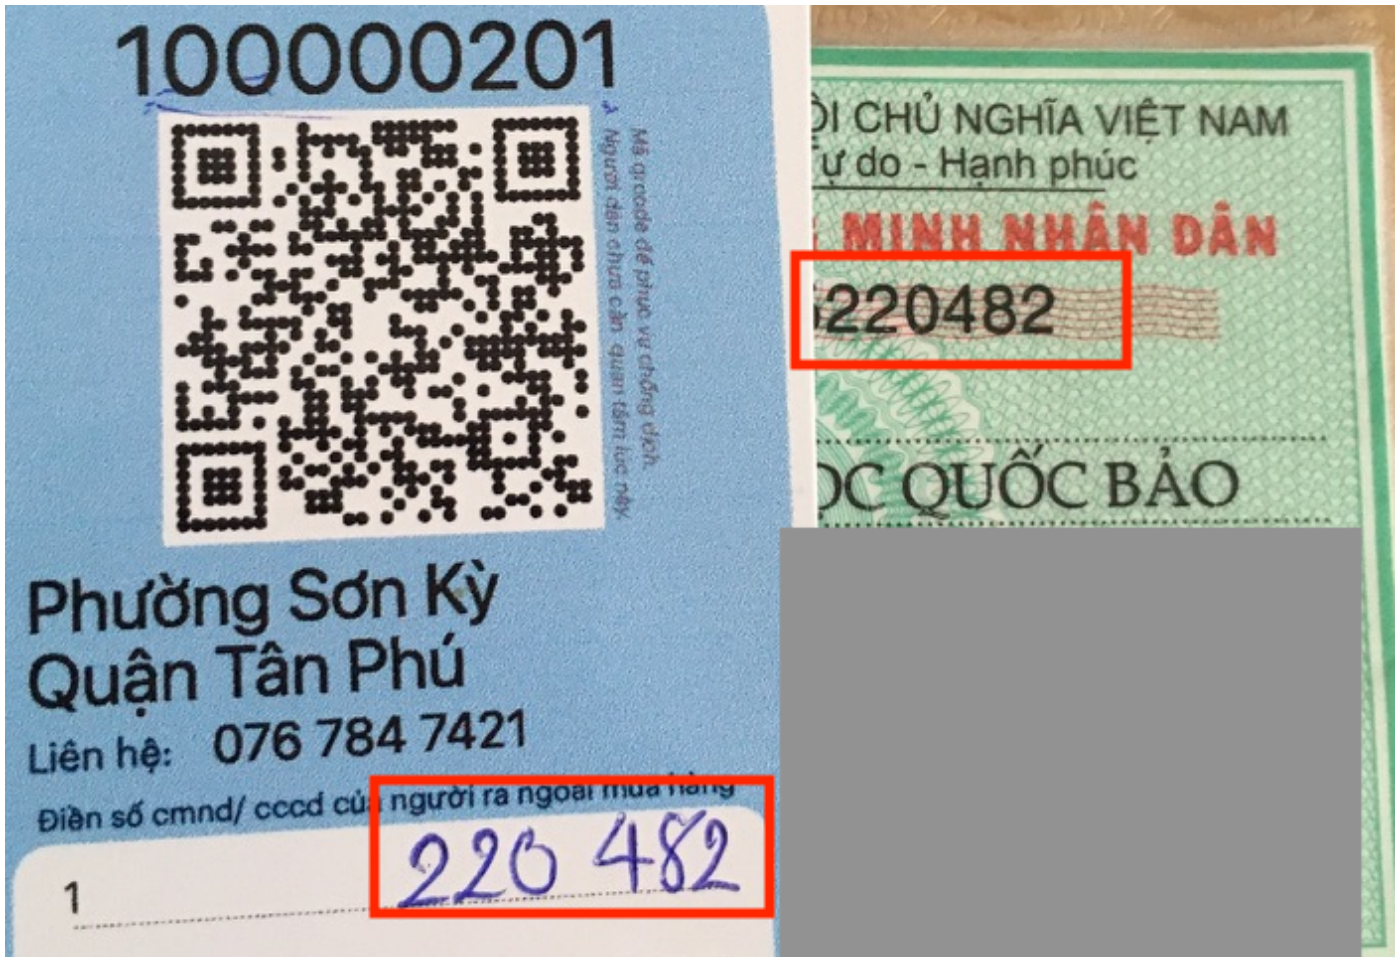 100000201
Mã qrcode để phục vụ chống dịch.
Người dân chưa cần quan tâm lúc này.
Phường Sơn Kỳ
Quận Tân Phú
Liên hệ: 076 784 7421
Điền số cmnd/ cccd của người ra ngoài mua hàng
1 220 482
ỘI CHỦ NGHĨA VIỆT NAM
ự do - Hạnh phúc
MINH NHÂN DÂN
220482
ỌC QUỐC BẢO